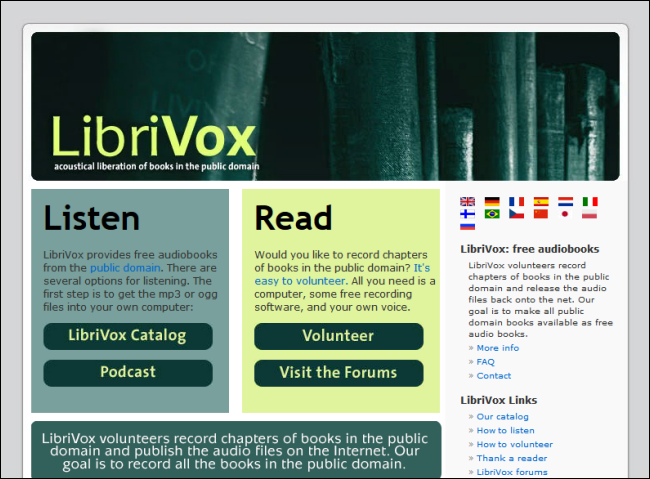 LibriVox
acoustical liberation of books in the public domain
Listen
LibriVox provides free audiobooks
from the public domain. There are
several options for listening. The
first step is to get the mp3 or ogg
files into your own computer:
LibriVox Catalog
Podcast
Read
Would you like to record chapters
of books in the public domain? It's
easy to volunteer. All you need is a
computer, some free recording
software, and your own voice.
Volunteer
Visit the Forums
LibriVox volunteers record chapters of books in the public
domain and publish the audio files on the Internet. Our
goal is to record all the books in the public domain.
LibriVox: free audiobooks
LibriVox volunteers record
chapters of books in the public
domain and release the audio
files back onto the net. Our
goal is to make all public
domain books available as free
audio books.
» More info
» FAQ
» Contact
LibriVox Links
» Our catalog
» How to listen
» How to volunteer
» Thank a reader
» LibriVox forums